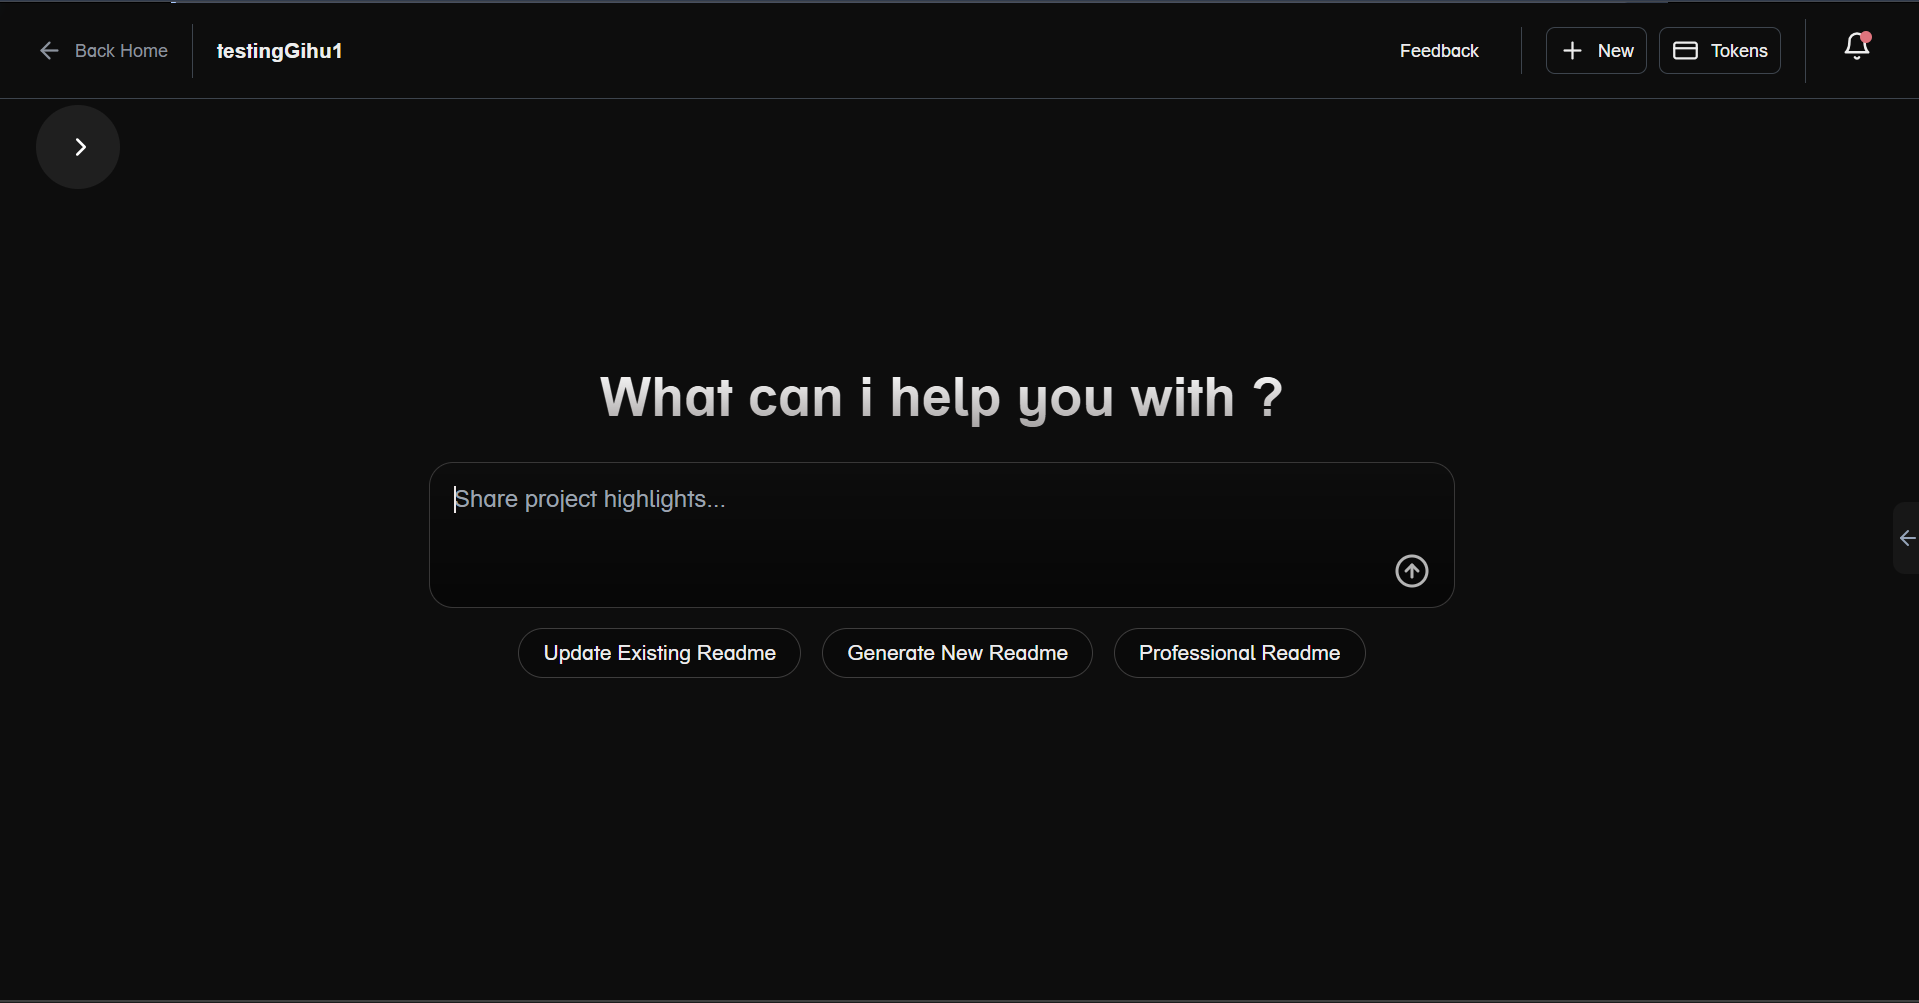 Back Home
testingGihu1
Feedback
New
Tokens
What can i help you with ?
Share project highlights...
Update Existing Readme
Generate New Readme
Professional Readme